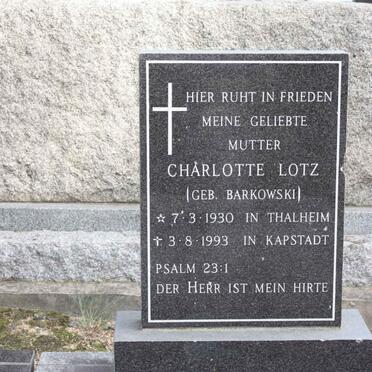 HIER RUHT IN FRIEDEN
MEINE GELIEBTE
MUTTER
CHARLOTTE LOTZ
(GEB. BARKOWSKI)
☆ 7·3·1930 IN THALHEIM
✝ 3·8·1993 IN KAPSTADT
PSALM 23:1
DER HERR IST MEIN HIRTE